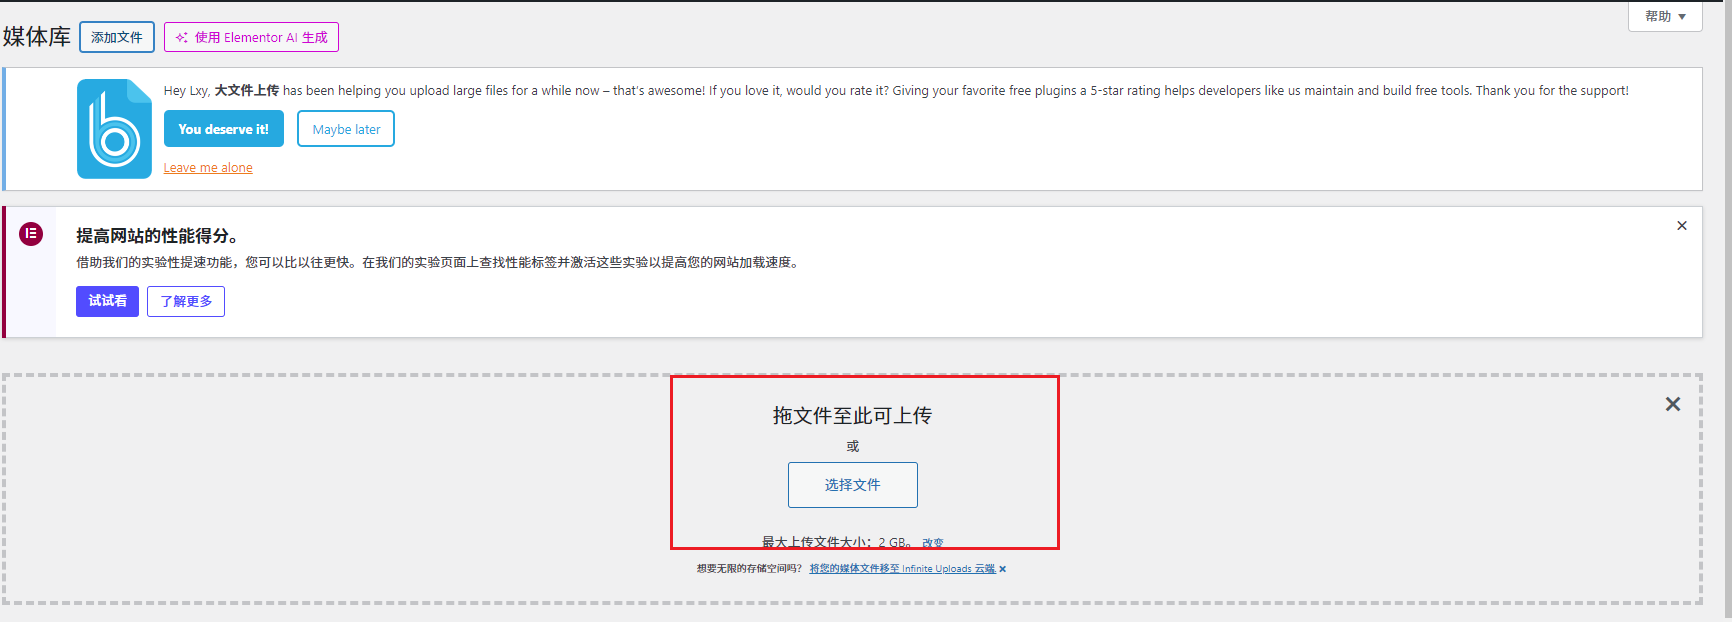 帮助
媒体库 添加文件 使用 Elementor AI 生成
Hey Lxy, 大文件上传 has been helping you upload large files for a while now – that's awesome! If you love it, would you rate it? Giving your favorite free plugins a 5-star rating helps developers like us maintain and build free tools. Thank you for the support!
You deserve it! Maybe later
Leave me alone
提高网站的性能得分。
借助我们的实验性提速功能，您可以比以往更快。在我们的实验页面上查找性能标签并激活这些实验以提高您的网站加载速度。
试试看 了解更多
拖文件至此可上传
或
选择文件
最大上传文件大小：2 GB。 改变
想要无限的存储空间吗？ 将您的媒体文件移至 Infinite Uploads 云端